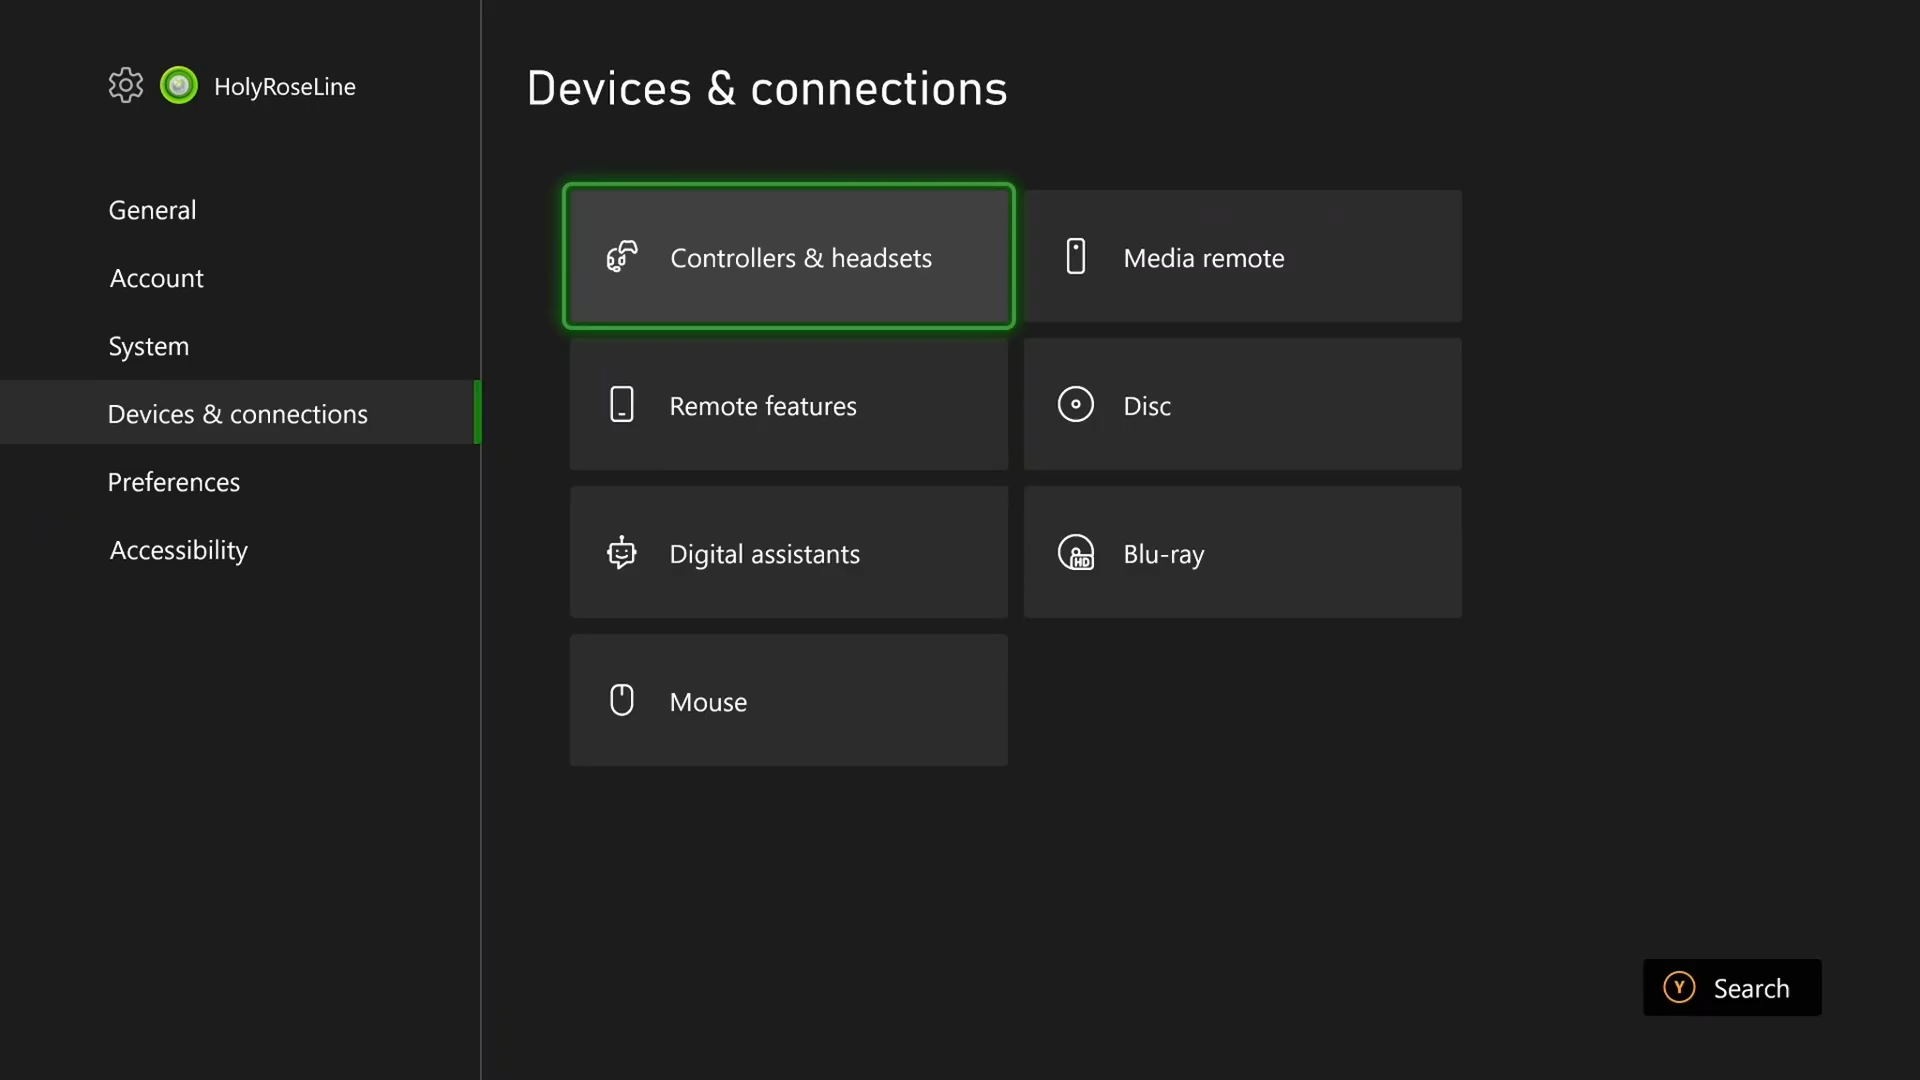 HolyRoseLine
General
Account
System
Devices & connections
Preferences
Accessibility
Devices & connections
Controllers & headsets
Media remote
Remote features
Disc
Digital assistants
HD
Blu-ray
Mouse
Y Search